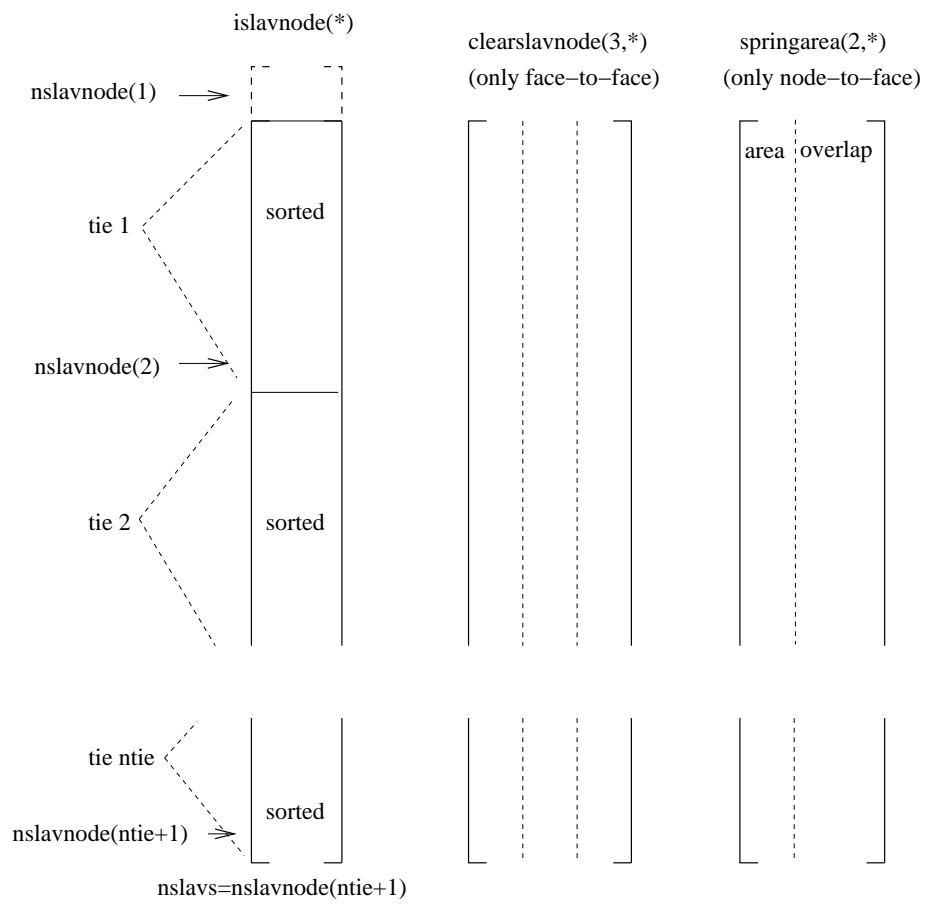 islavnode(*)
clearslavnode(3,*)
(only face−to−face)
springarea(2,*)
(only node−to−face)
nslavnode(1)
area
overlap
tie 1
sorted
nslavnode(2)
tie 2
sorted
tie ntie
sorted
nslavnode(ntie+1)
nslavs=nslavnode(ntie+1)